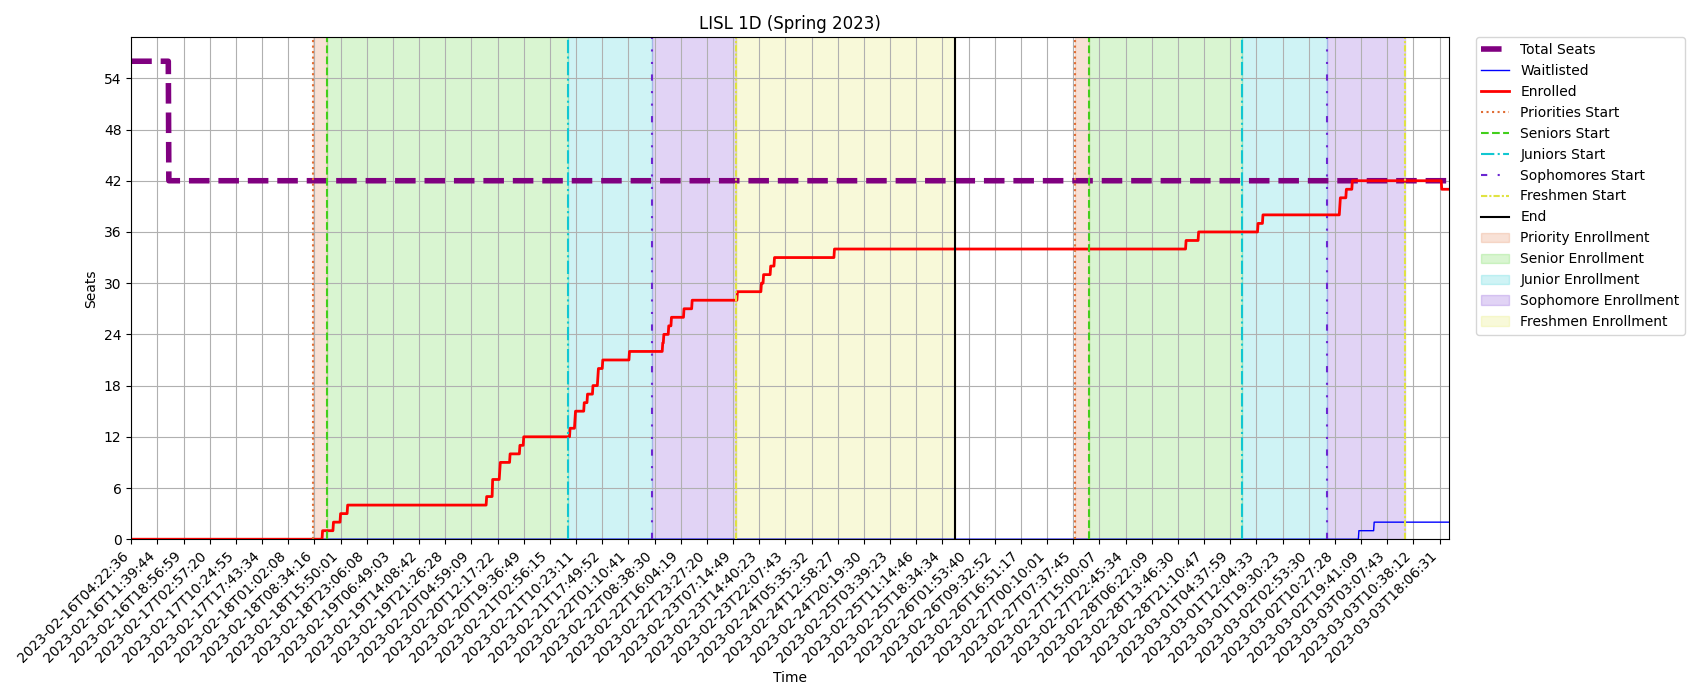 LISL 1D (Spring 2023)
Seats
54
48
42
36
30
24
18
12
6
0
2023-02-16T04:22:36
2023-02-16T11:39:44
2023-02-16T18:56:59
2023-02-17T02:57:20
2023-02-17T10:24:55
2023-02-17T17:43:34
2023-02-18T01:02:08
2023-02-18T08:34:16
2023-02-18T15:50:01
2023-02-18T23:06:08
2023-02-19T06:49:03
2023-02-19T14:08:42
2023-02-19T21:26:28
2023-02-20T04:59:09
2023-02-20T12:17:22
2023-02-20T19:36:49
2023-02-21T02:56:15
2023-02-21T10:23:11
2023-02-21T17:49:52
2023-02-22T01:10:41
2023-02-22T08:38:30
2023-02-22T16:04:19
2023-02-22T23:27:20
2023-02-23T07:14:49
2023-02-23T14:40:23
2023-02-23T22:07:43
2023-02-24T05:35:32
2023-02-24T12:58:27
2023-02-24T20:19:30
2023-02-25T03:39:23
2023-02-25T11:14:46
2023-02-25T18:34:34
2023-02-26T01:53:40
2023-02-26T09:32:52
2023-02-26T16:51:17
2023-02-27T00:10:01
2023-02-27T07:37:45
2023-02-27T15:00:07
2023-02-27T22:45:34
2023-02-28T06:22:09
2023-02-28T13:46:30
2023-02-28T21:10:47
2023-03-01T04:37:59
2023-03-01T12:04:33
2023-03-01T19:30:23
2023-03-02T02:53:30
2023-03-02T10:27:28
2023-03-02T19:41:09
2023-03-03T03:07:43
2023-03-03T10:38:12
2023-03-03T18:06:31
Time
Total Seats
Waitlisted
Enrolled
Priorities Start
Seniors Start
Juniors Start
Sophomores Start
Freshmen Start
End
Priority Enrollment
Senior Enrollment
Junior Enrollment
Sophomore Enrollment
Freshmen Enrollment